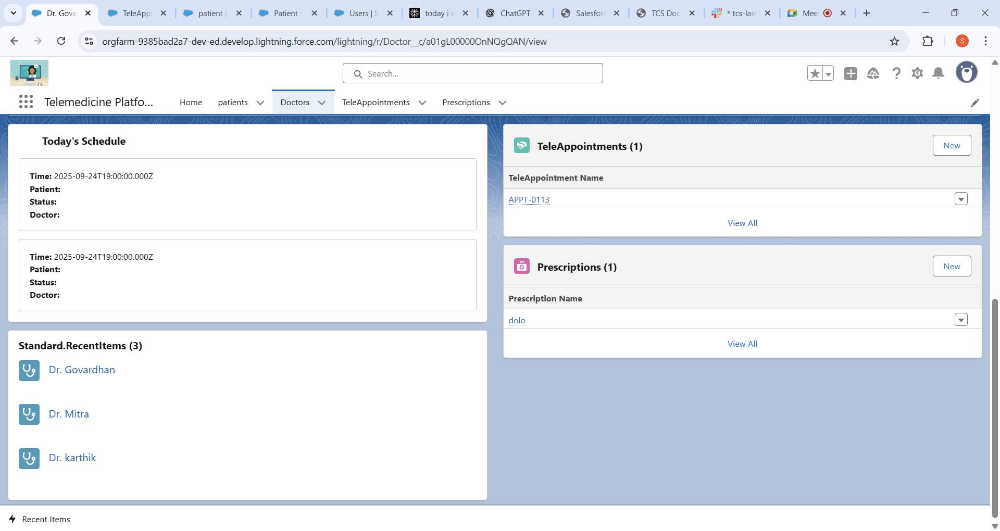 Dr. Gova
TeleApp
patient |
Patient -
Users | S
today i w
ChatGPT
Salesforc
TCS Doc
* tcs-las
Mee
orgfarm-9385bad2a7-dev-ed.develop.lightning.force.com/lightning/r/Doctor__c/a01gL00000OnNQgQAN/view
S
Search...
Telemedicine Platfo...
Home
patients
Doctors
TeleAppointments
Prescriptions
Today's Schedule
Time: 2025-09-24T19:00:00.000Z
Patient:
Status:
Doctor:
Time: 2025-09-24T19:00:00.000Z
Patient:
Status:
Doctor:
Standard.RecentItems (3)
Dr. Govardhan
Dr. Mitra
Dr. karthik
TeleAppointments (1)
New
TeleAppointment Name
APPT-0113
View All
Prescriptions (1)
New
Prescription Name
dolo
View All
Recent Items